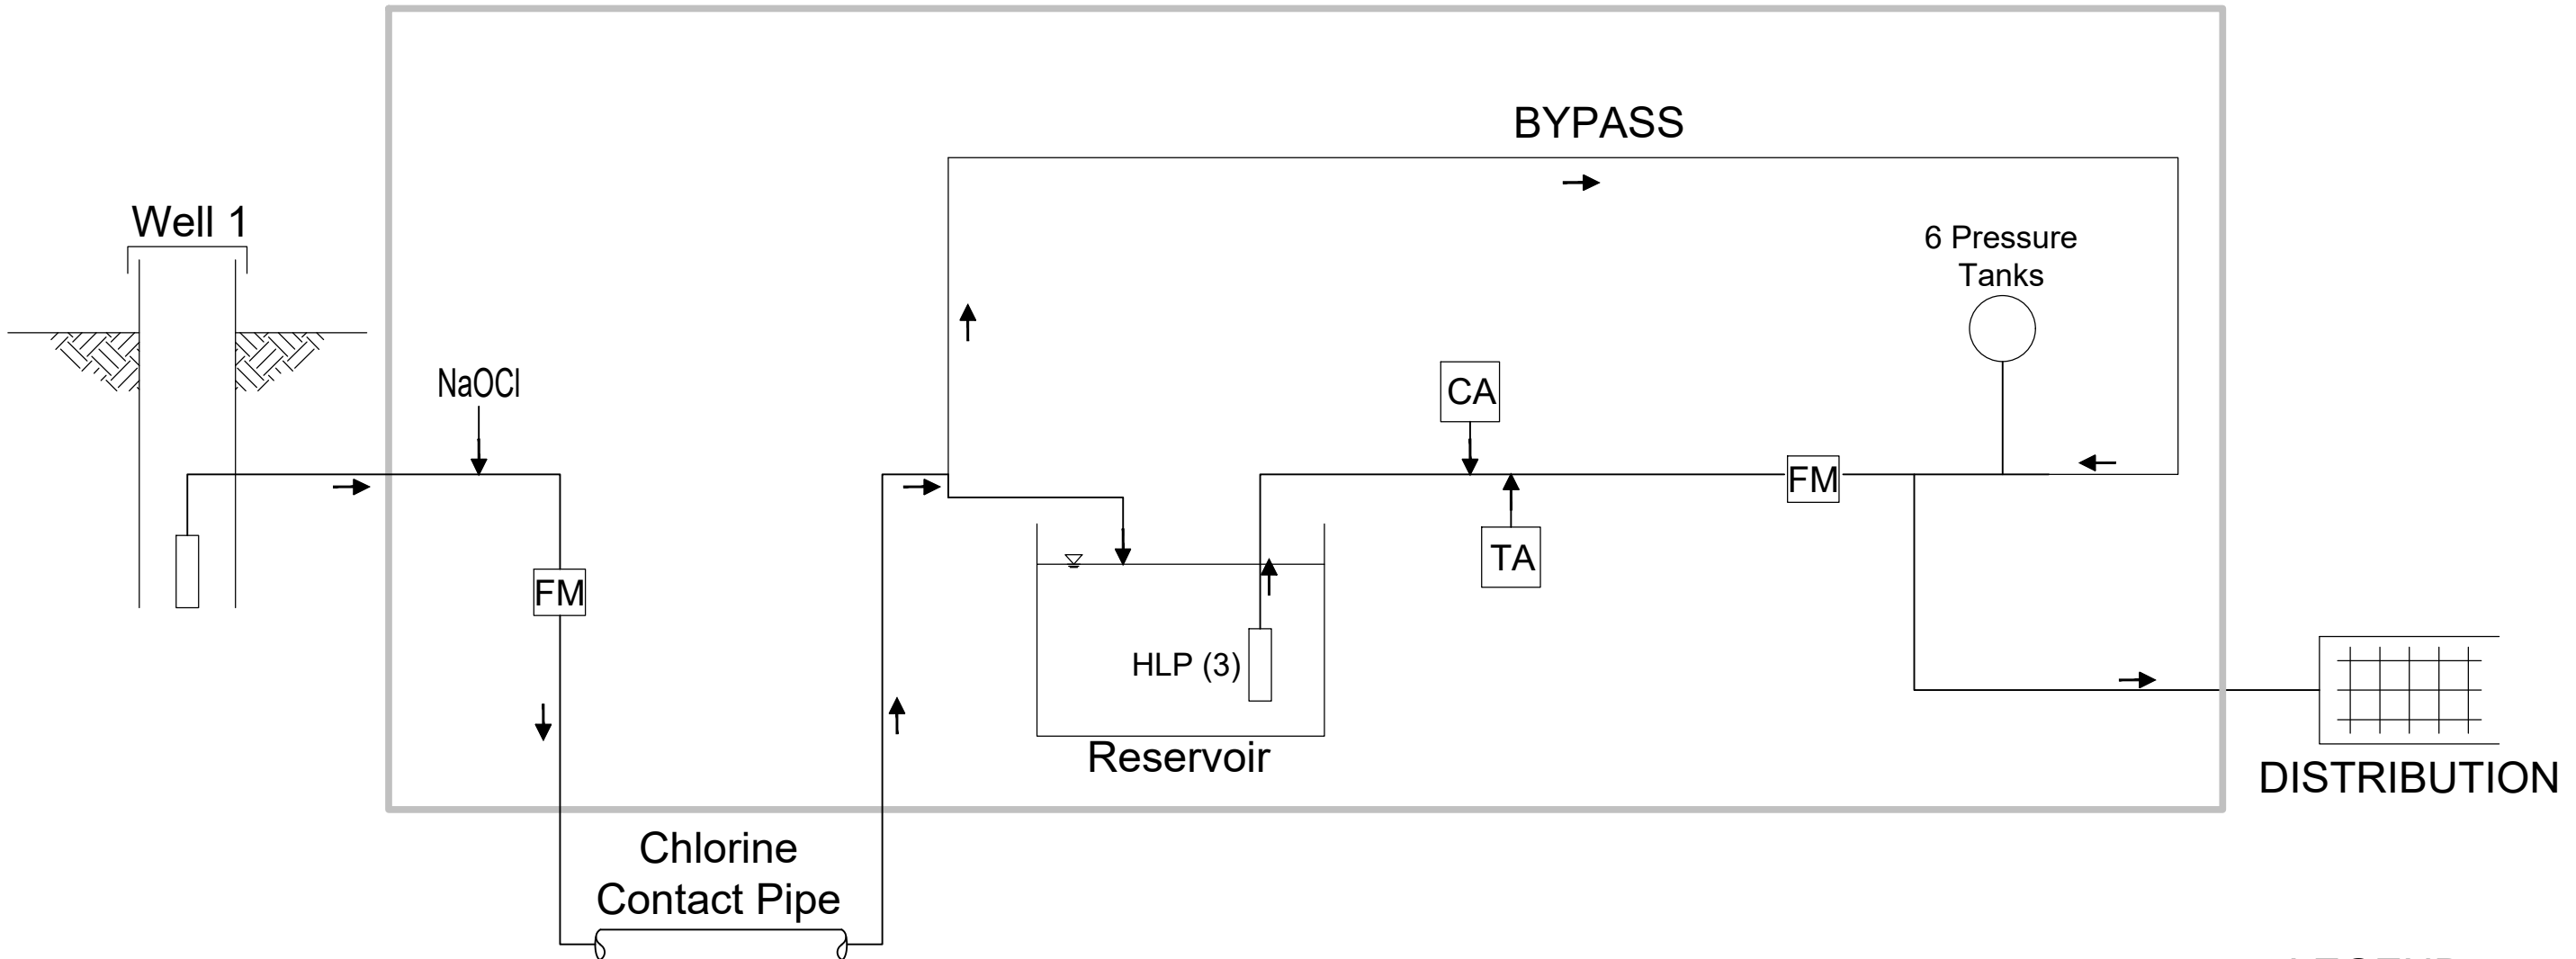 BYPASS
Well 1
6 Pressure
Tanks
NaOCl
CA
FM
TA
FM
HLP (3)
Reservoir
DISTRIBUTION
Chlorine
Contact Pipe